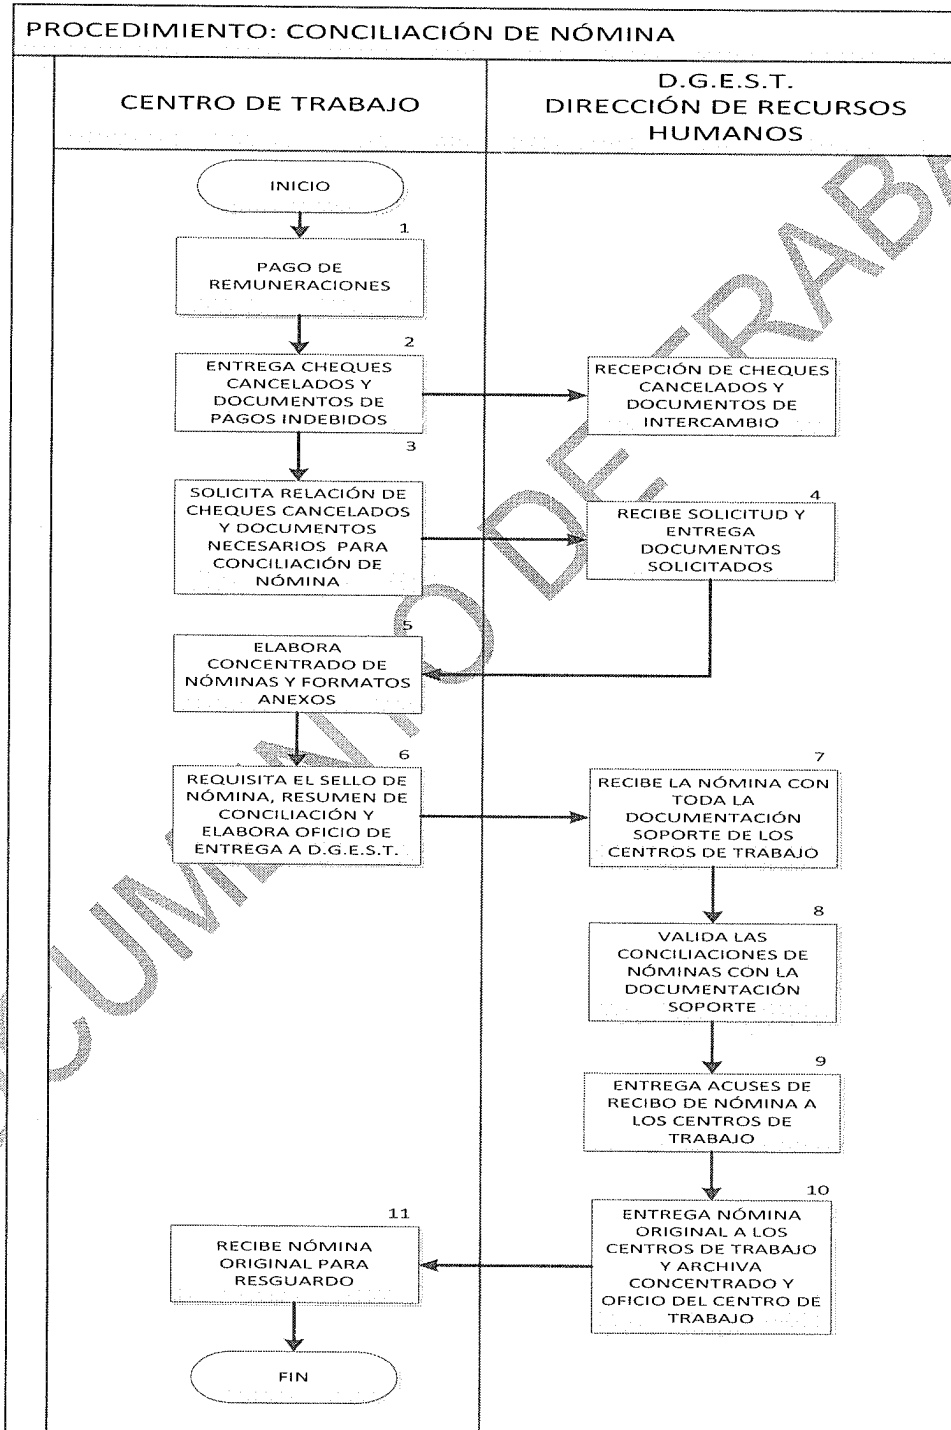 PROCEDIMIENTO: CONCILIACIÓN DE NÓMINA
CENTRO DE TRABAJO
D.G.E.S.T.
DIRECCIÓN DE RECURSOS
HUMANOS
INICIO
1
PAGO DE
REMUNERACIONES
2
ENTREGA CHEQUES
CANCELADOS Y
DOCUMENTOS DE
PAGOS INDEBIDOS
RECEPCIÓN DE CHEQUES
CANCELADOS Y
DOCUMENTOS DE
INTERCAMBIO
3
SOLICITA RELACIÓN DE
CHEQUES CANCELADOS
Y DOCUMENTOS
NECESARIOS PARA
CONCILIACIÓN DE
NÓMINA
4
RECIBE SOLICITUD Y
ENTREGA
DOCUMENTOS
SOLICITADOS
5
ELABORA
CONCENTRADO DE
NÓMINAS Y FORMATOS
ANEXOS
6
REQUISITA EL SELLO DE
NÓMINA, RESUMEN DE
CONCILIACIÓN Y
ELABORA OFICIO DE
ENTREGA A D.G.E.S.T.
7
RECIBE LA NÓMINA CON
TODA LA
DOCUMENTACIÓN
SOPORTE DE LOS
CENTROS DE TRABAJO
8
VALIDA LAS
CONCILIACIONES DE
NÓMINAS CON LA
DOCUMENTACIÓN
SOPORTE
9
ENTREGA ACUSES DE
RECIBO DE NÓMINA A
LOS CENTROS DE
TRABAJO
10
ENTREGA NÓMINA
ORIGINAL A LOS
CENTROS DE TRABAJO
Y ARCHIVA
CONCENTRADO Y
OFICIO DEL CENTRO DE
TRABAJO
11
RECIBE NÓMINA
ORIGINAL PARA
RESGUARDO
FIN
CUMENTO DE TRABA